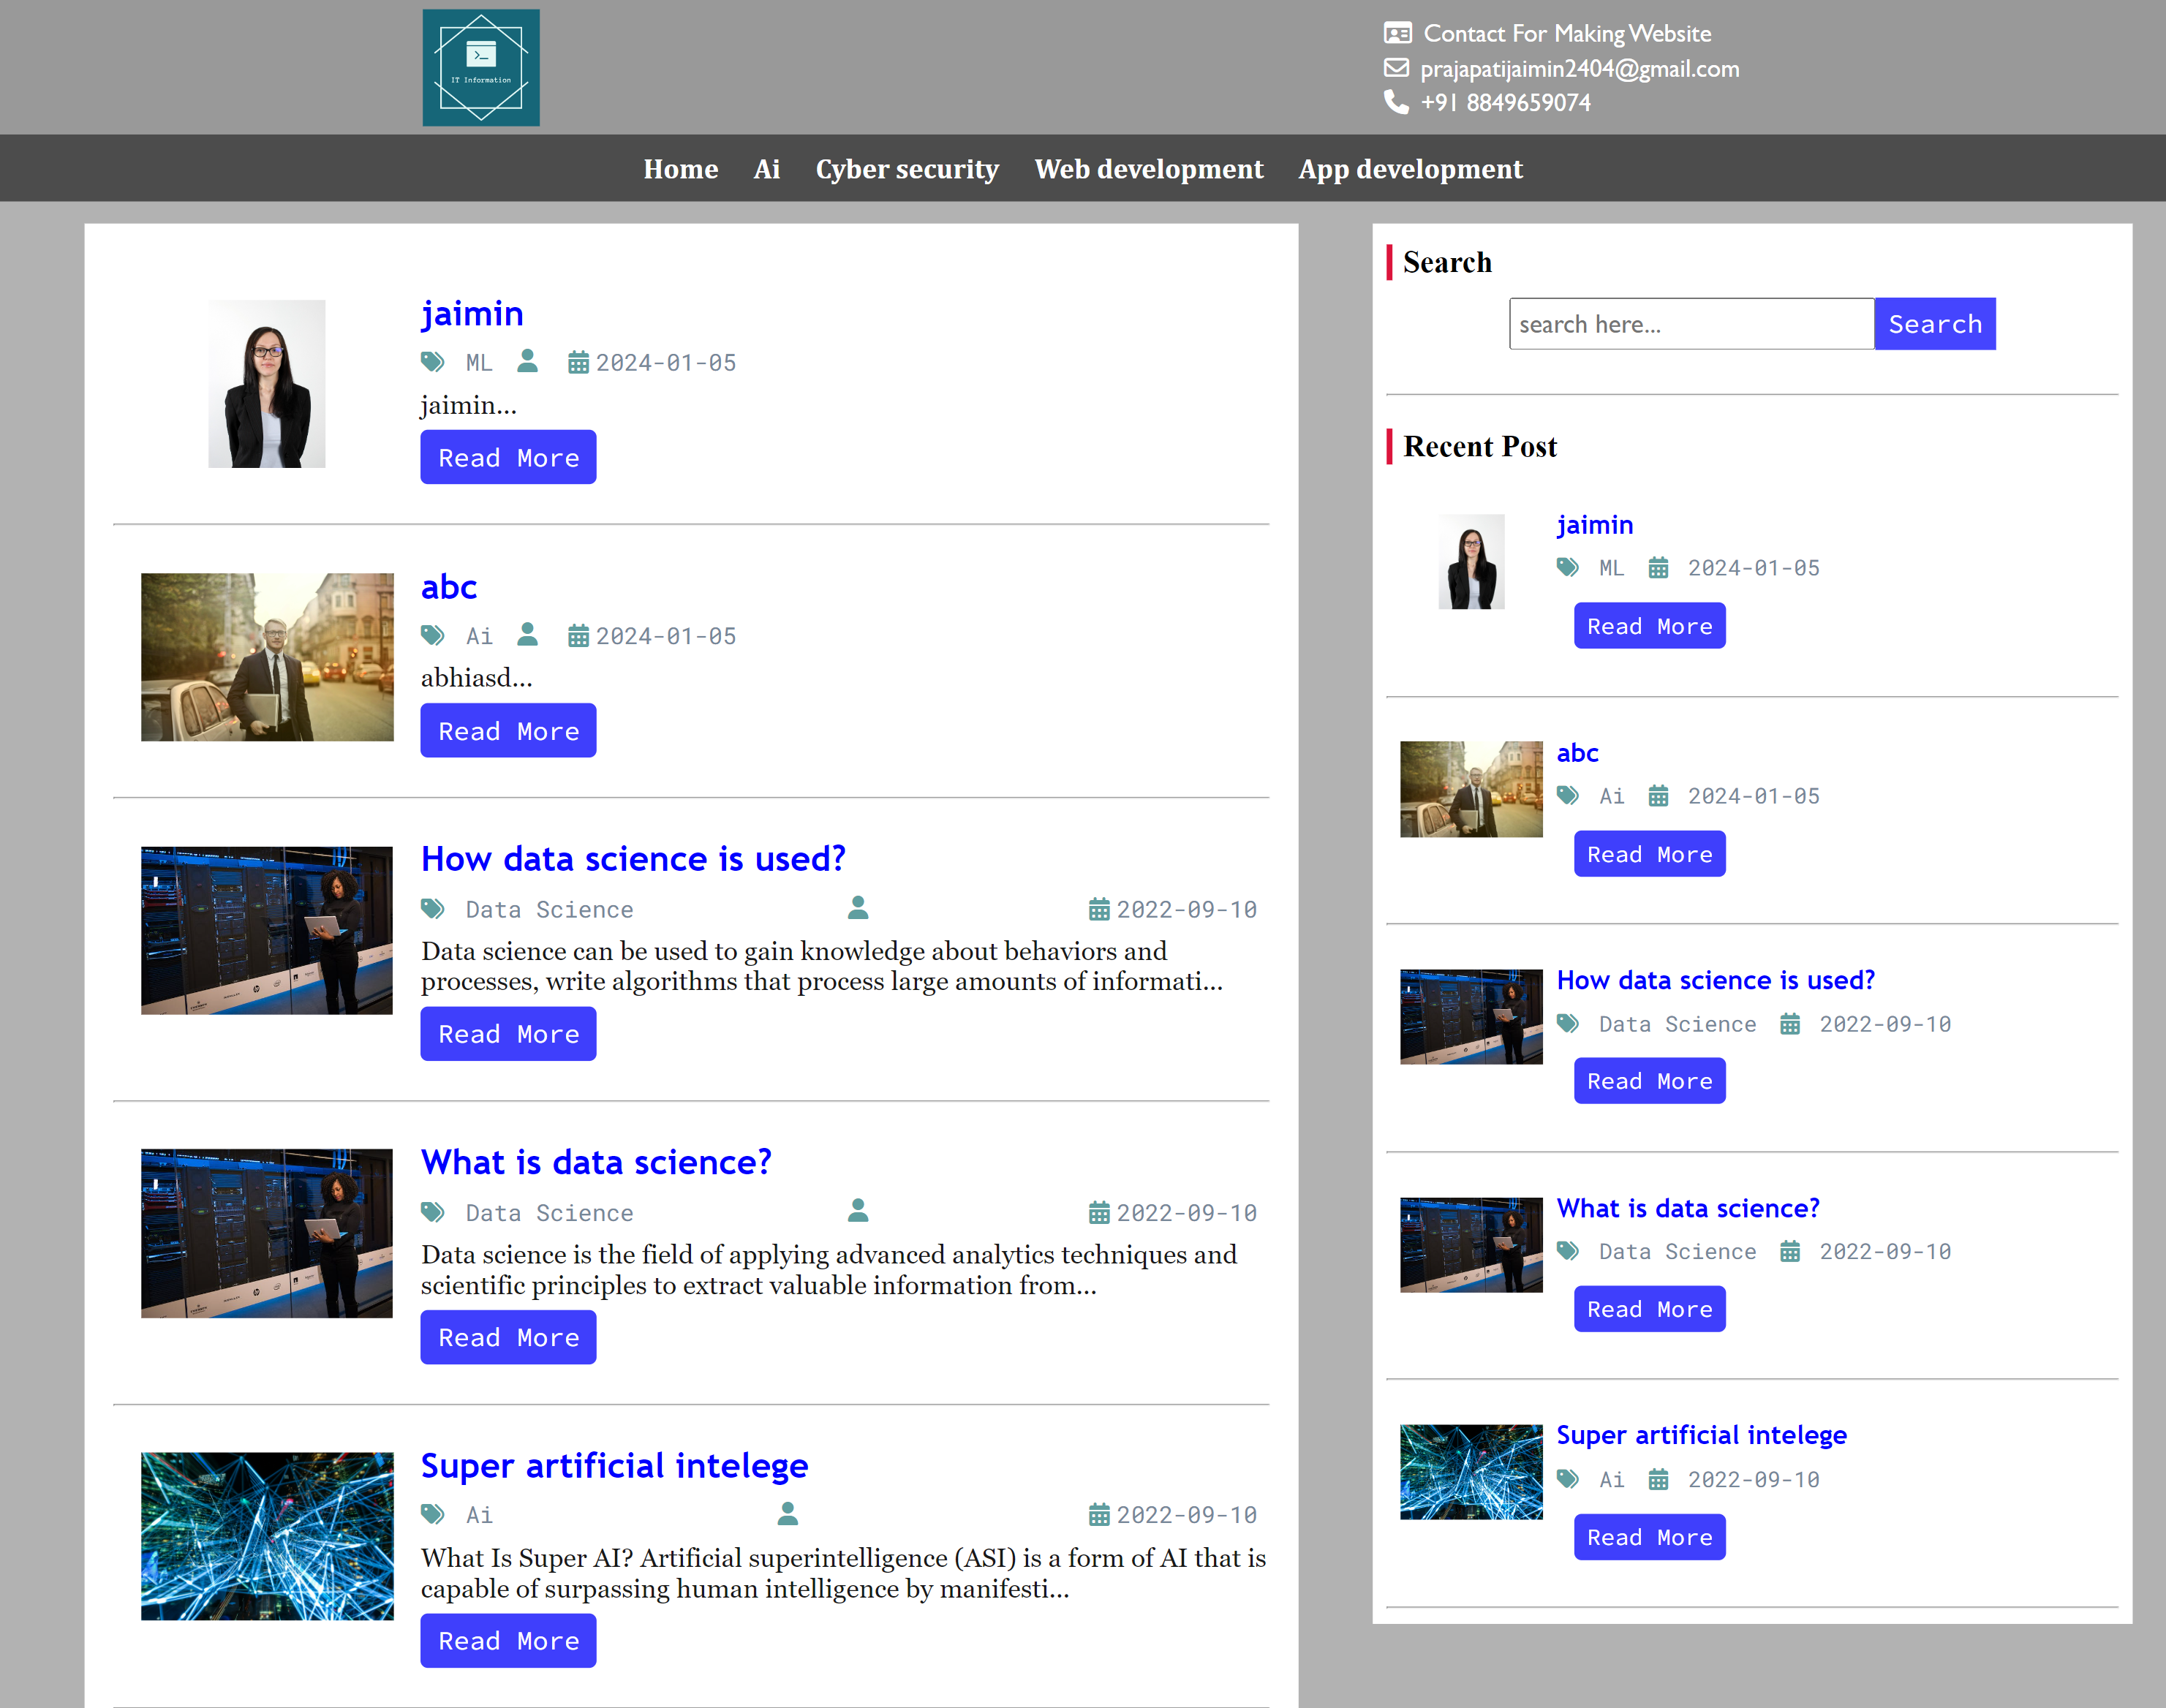 IT Information
Contact For Making Website
prajapatijaimin2404@gmail.com
+91 8849659074
Home Ai Cyber security Web development App development
jaimin
ML 2024-01-05
jaimin...
Read More
abc
Ai 2024-01-05
abhiasd...
Read More
How data science is used?
Data Science 2022-09-10
Data science can be used to gain knowledge about behaviors and
processes, write algorithms that process large amounts of informati...
Read More
What is data science?
Data Science 2022-09-10
Data science is the field of applying advanced analytics techniques and
scientific principles to extract valuable information from...
Read More
Super artificial intelege
Ai 2022-09-10
What Is Super AI? Artificial superintelligence (ASI) is a form of AI that is
capable of surpassing human intelligence by manifesti...
Read More
Search
search here... Search
Recent Post
jaimin
ML 2024-01-05
Read More
abc
Ai 2024-01-05
Read More
How data science is used?
Data Science 2022-09-10
Read More
What is data science?
Data Science 2022-09-10
Read More
Super artificial intelege
Ai 2022-09-10
Read More